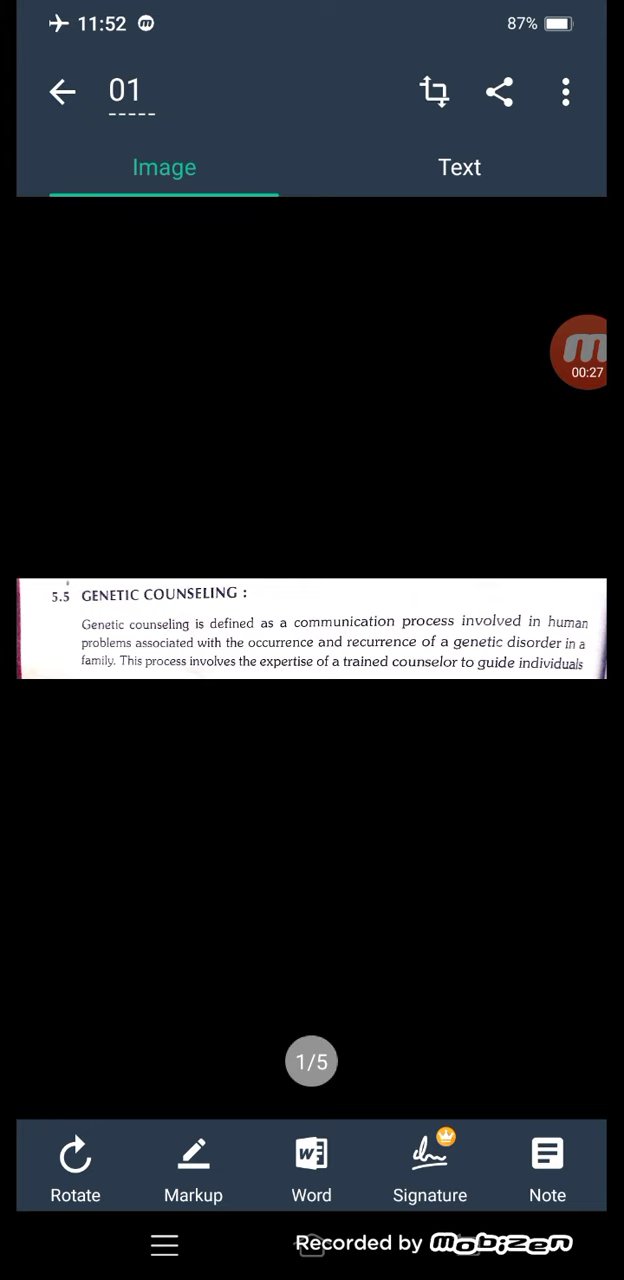 11:52
87%
01
Image
Text
00:27
5.5 GENETIC COUNSELING :
Genetic counseling is defined as a communication process involved in human
problems associated with the occurrence and recurrence of a genetic disorder in a
family. This process involves the expertise of a trained counselor to guide individuals
1/5
Rotate
Markup
Word
Signature
Note
Recorded by mobizen